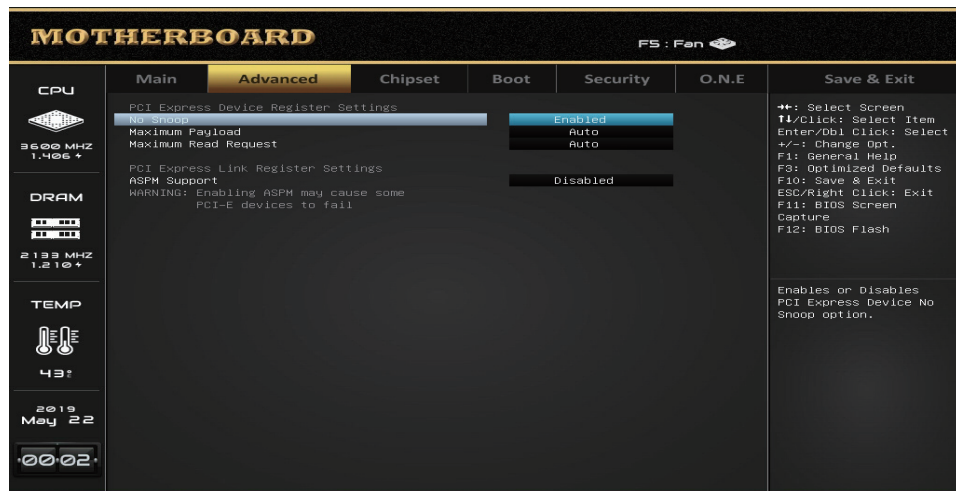 MOTHERBOARD
F5 : Fan
Main Advanced Chipset Boot Security O.N.E Save & Exit
CPU
3600 MHZ
1.406
DRAM
2133 MHZ
1.210
TEMP
43°
2019
May 22
00:02
PCI Express Device Register Settings
No Snoop Enabled
Maximum Payload Auto
Maximum Read Request Auto
PCI Express Link Register Settings
ASPM Support Disabled
WARNING: Enabling ASPM may cause some
PCI-E devices to fail
→←: Select Screen
↑↓/Click: Select Item
Enter/Dbl Click: Select
+/-: Change Opt.
F1: General Help
F3: Optimized Defaults
F10: Save & Exit
ESC/Right Click: Exit
F11: BIOS Screen
Capture
F12: BIOS Flash
Enables or Disables
PCI Express Device No
Snoop option.